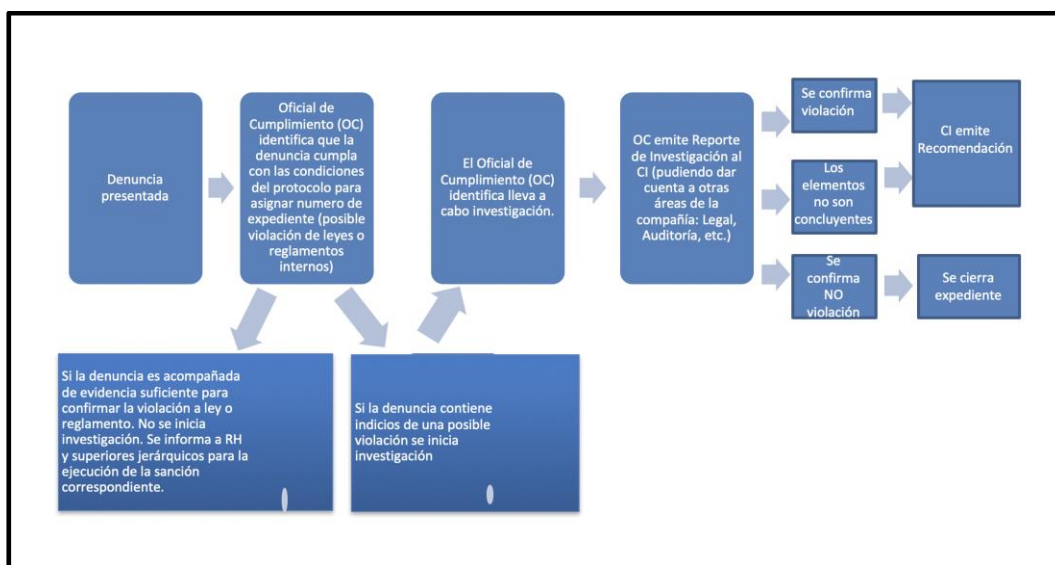 Denuncia
presentada
Oficial de
Cumplimiento (OC)
identifica que la
denuncia cumpla
con las condiciones
del protocolo para
asignar numero de
expediente (posible
violación de leyes o
reglamentos
internos)
El Oficial de
Cumplimiento (OC)
identifica lleva a
cabo investigación.
OC emite Reporte
de Investigación al
CI (pudiendo dar
cuenta a otras
áreas de la
compañía: Legal,
Auditoría, etc.)
Se confirma
violación
CI emite
Recomendación
Los
elementos
no son
concluyentes
Se
confirma
NO
violación
Se cierra
expediente
Si la denuncia es acompañada
de evidencia suficiente para
confirmar la violación a ley o
reglamento. No se inicia
investigación. Se informa a RH
y superiores jerárquicos para la
ejecución de la sanción
correspondiente.
Si la denuncia contiene
indicios de una posible
violación se inicia
investigación